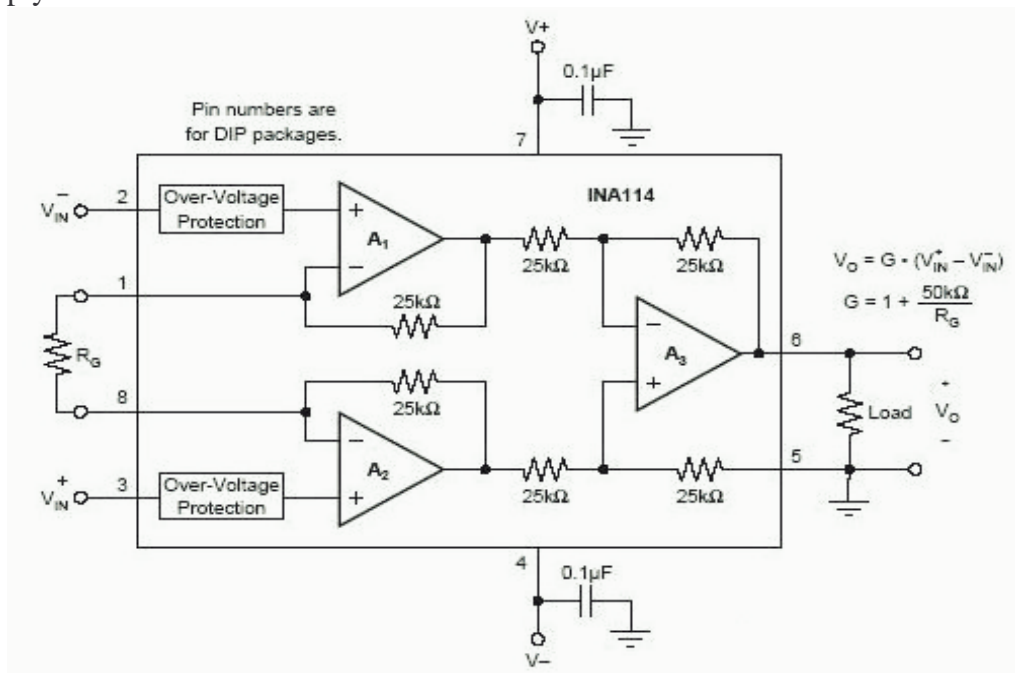 V+
0.1µF
Pin numbers are
for DIP packages.
7
INA114
V⁻IN
2
Over-Voltage
Protection
+
A₁
−
25kΩ
25kΩ
25kΩ
1
RG
8
25kΩ
−
A₂
+
−
A₃
+
6
VO = G • (V⁺IN − V⁻IN)
G = 1 + 50kΩ
RG
Load
+
VO
−
5
25kΩ
25kΩ
V⁺IN
3
Over-Voltage
Protection
4
0.1µF
V−